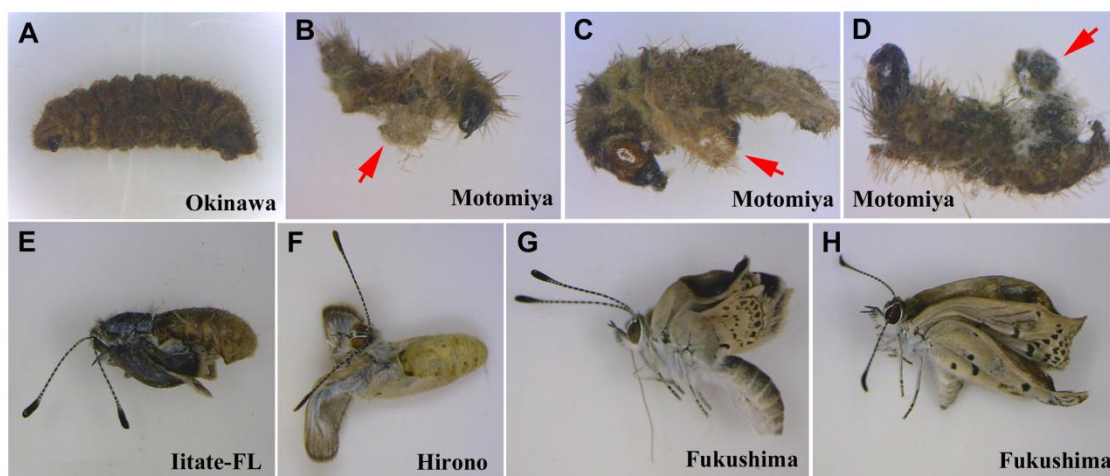 A
Okinawa
B
Motomiya
C
Motomiya
D
Motomiya
E
Iitate-FL
F
Hirono
G
Fukushima
H
Fukushima